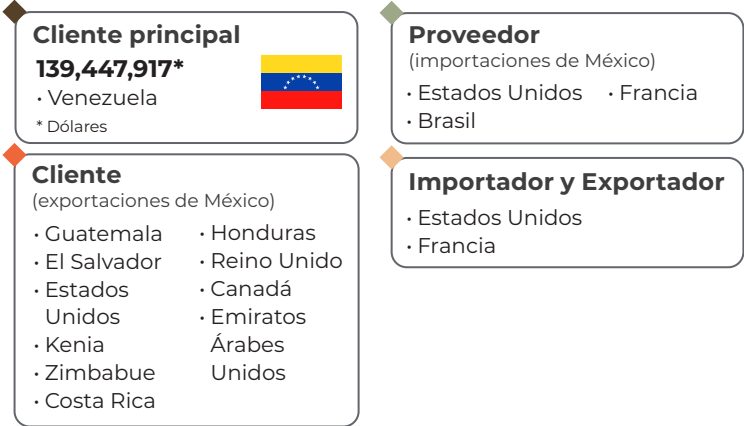 Cliente principal
139,447,917*
· Venezuela
* Dólares
Cliente
(exportaciones de México)
· Guatemala
· El Salvador
· Estados
Unidos
· Kenia
· Zimbabue
· Costa Rica
· Honduras
· Reino Unido
· Canadá
· Emiratos
Árabes
Unidos
Proveedor
(importaciones de México)
· Estados Unidos · Francia
· Brasil
Importador y Exportador
· Estados Unidos
· Francia